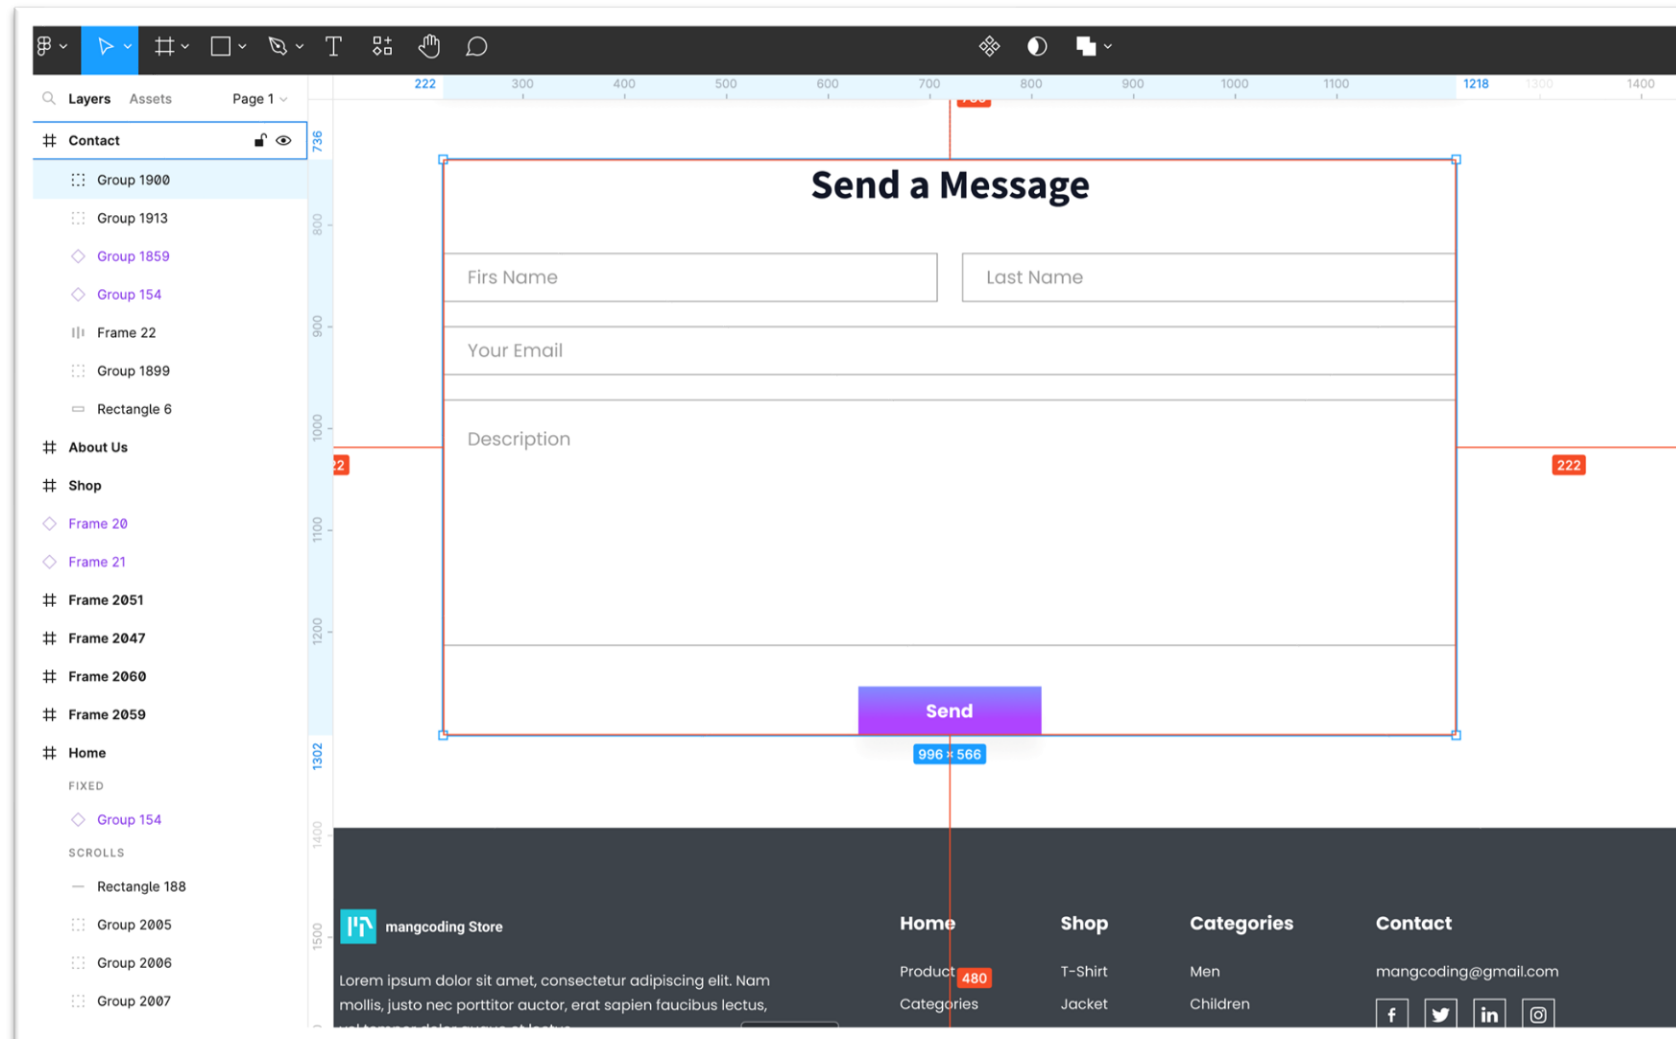 222 300 400 500 600 700 800 900 1000 1100 1218 1300 1400
Layers Assets Page 1
Contact
Group 1900
Group 1913
Group 1859
Group 154
Frame 22
Group 1899
Rectangle 6
About Us
Shop
Frame 20
Frame 21
Frame 2051
Frame 2047
Frame 2060
Frame 2059
Home
FIXED
Group 154
SCROLLS
Rectangle 188
Group 2005
Group 2006
Group 2007
736
800
900
1000
1100
1200
1302
1400
1500
Send a Message
Firs Name Last Name
Your Email
Description
222
Send
996 × 566
mangcoding Store
Lorem ipsum dolor sit amet, consectetur adipiscing elit. Nam
mollis, justo nec porttitor auctor, erat sapien faucibus lectus,
Home
Product
480
Categories
Shop
T-Shirt
Jacket
Categories
Men
Children
Contact
mangcoding@gmail.com